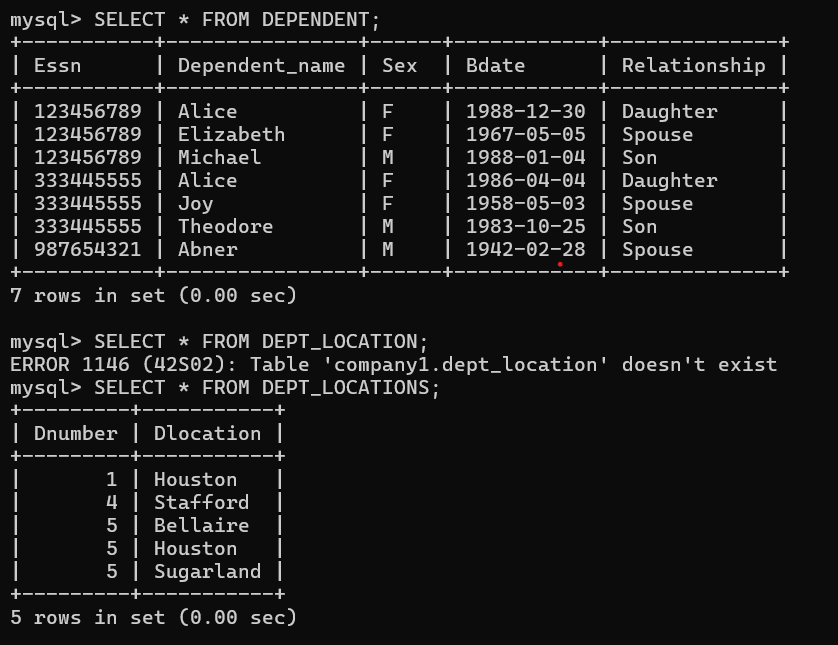 mysql> SELECT * FROM DEPENDENT;
+-----------+----------------+------+------------+--------------+
| Essn      | Dependent_name | Sex  | Bdate      | Relationship |
+-----------+----------------+------+------------+--------------+
| 123456789 | Alice          | F    | 1988-12-30 | Daughter     |
| 123456789 | Elizabeth      | F    | 1967-05-05 | Spouse       |
| 123456789 | Michael        | M    | 1988-01-04 | Son          |
| 333445555 | Alice          | F    | 1986-04-04 | Daughter     |
| 333445555 | Joy            | F    | 1958-05-03 | Spouse       |
| 333445555 | Theodore       | M    | 1983-10-25 | Son          |
| 987654321 | Abner          | M    | 1942-02-28 | Spouse       |
+-----------+----------------+------+------------+--------------+
7 rows in set (0.00 sec)

mysql> SELECT * FROM DEPT_LOCATION;
ERROR 1146 (42S02): Table 'company1.dept_location' doesn't exist
mysql> SELECT * FROM DEPT_LOCATIONS;
+---------+-----------+
| Dnumber | Dlocation |
+---------+-----------+
|       1 | Houston   |
|       4 | Stafford  |
|       5 | Bellaire  |
|       5 | Houston   |
|       5 | Sugarland |
+---------+-----------+
5 rows in set (0.00 sec)